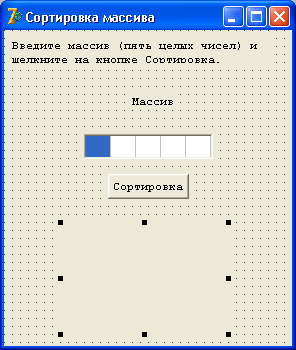 Сортировка массива
Введите массив (пять целых чисел) и
щелкните на кнопке Сортировка.
Массив
Сортировка